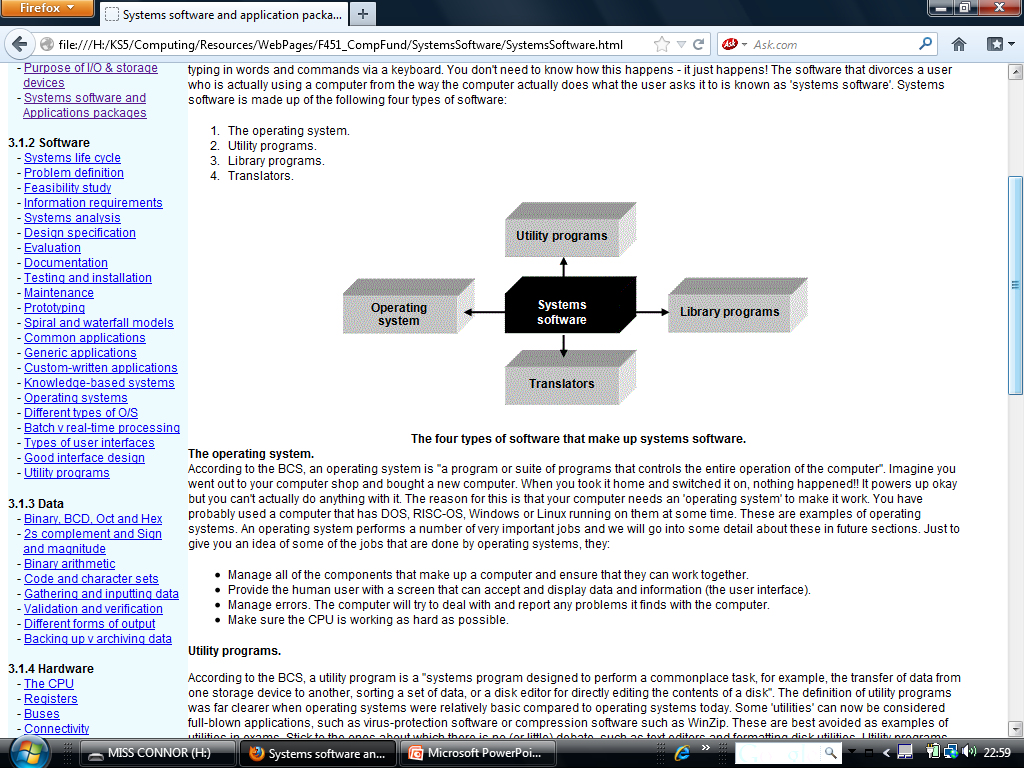 Firefox
Systems software and application packa...
file:///H:/KS5/Computing/Resources/WebPages/F451_CompFund/SystemsSoftware/SystemsSoftware.html
Ask
Ask.com
- Purpose of I/O & storage
devices
- Systems software and
Applications packages
3.1.2 Software
- Systems life cycle
- Problem definition
- Feasibility study
- Information requirements
- Systems analysis
- Design specification
- Evaluation
- Documentation
- Testing and installation
- Maintenance
- Prototyping
- Spiral and waterfall models
- Common applications
- Generic applications
- Custom-written applications
- Knowledge-based systems
- Operating systems
- Different types of O/S
- Batch v real-time processing
- Types of user interfaces
- Good interface design
- Utility programs
3.1.3 Data
- Binary, BCD, Oct and Hex
- 2s complement and Sign
and magnitude
- Binary arithmetic
- Code and character sets
- Gathering and inputting data
- Validation and verification
- Different forms of output
- Backing up v archiving data
3.1.4 Hardware
- The CPU
- Registers
- Buses
- Connectivity
typing in words and commands via a keyboard. You don't need to know how this happens - it just happens! The software that divorces a user
who is actually using a computer from the way the computer actually does what the user asks it to is known as 'systems software'. Systems
software is made up of the following four types of software:
1. The operating system.
2. Utility programs.
3. Library programs.
4. Translators.
Utility programs
Operating
system
Systems
software
Library programs
Translators
The four types of software that make up systems software.
The operating system.
According to the BCS, an operating system is "a program or suite of programs that controls the entire operation of the computer". Imagine you
went out to your computer shop and bought a new computer. When you took it home and switched it on, nothing happened!! It powers up okay
but you can't actually do anything with it. The reason for this is that your computer needs an 'operating system' to make it work. You have
probably used a computer that has DOS, RISC-OS, Windows or Linux running on them at some time. These are examples of operating
systems. An operating system performs a number of very important jobs and we will go into some detail about these in future sections. Just to
give you an idea of some of the jobs that are done by operating systems, they:
• Manage all of the components that make up a computer and ensure that they can work together.
• Provide the human user with a screen that can accept and display data and information (the user interface).
• Manage errors. The computer will try to deal with and report any problems it finds with the computer.
• Make sure the CPU is working as hard as possible.
Utility programs.
According to the BCS, a utility program is a "systems program designed to perform a commonplace task, for example, the transfer of data from
one storage device to another, sorting a set of data, or a disk editor for directly editing the contents of a disk". The definition of utility programs
was far clearer when operating systems were relatively basic compared to operating systems today. Some 'utilities' can now be considered
full-blown applications, such as virus-protection software or compression software such as WinZip. These are best avoided as examples of
utilities in exams. Stick to the ones about which there is no (or little) debate, such as text editors and formatting disk utilities. Utility programs
MISS CONNOR (H:)
Systems software an...
Microsoft PowerPoi...
22:59